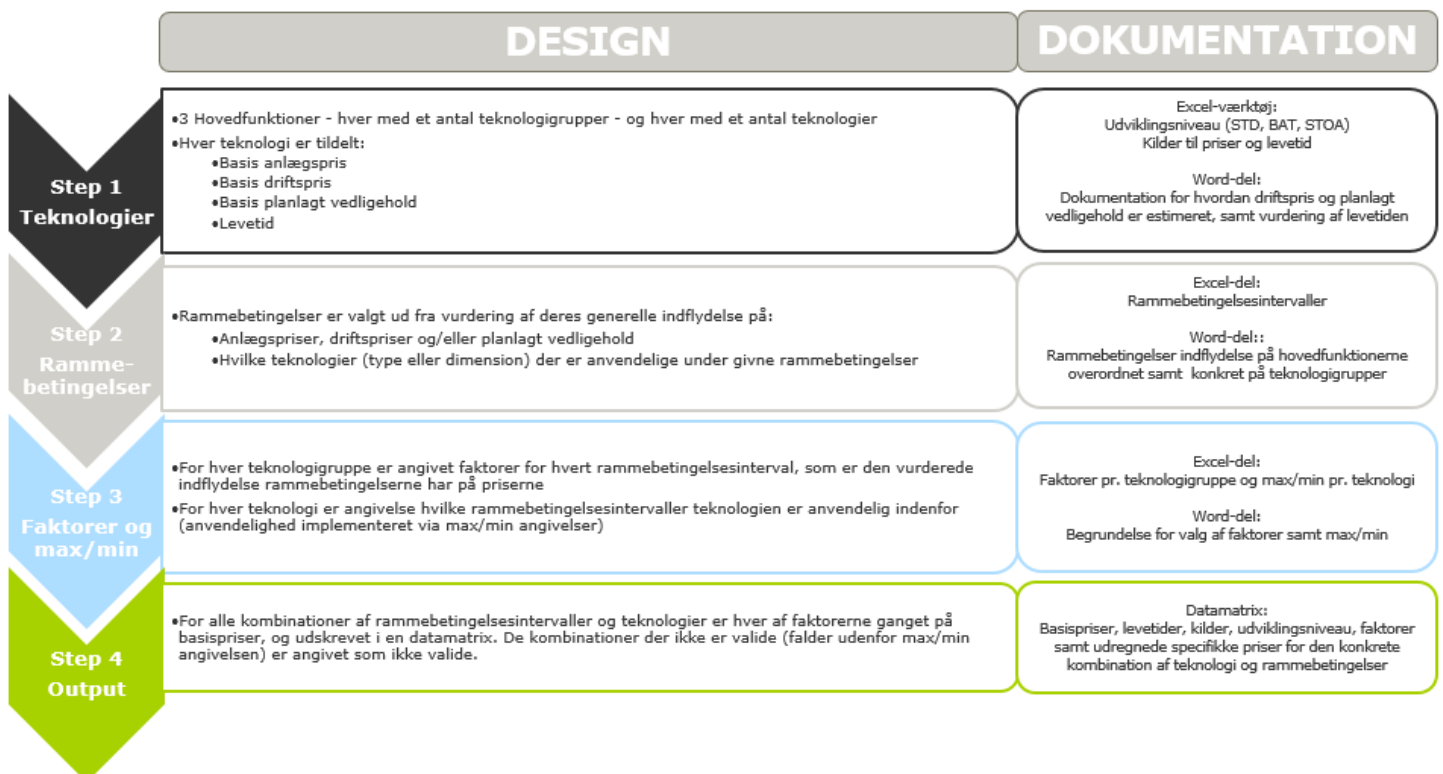 DESIGN
DOKUMENTATION
Step 1
Teknologier
•3 Hovedfunktioner - hver med et antal teknologigrupper - og hver med et antal teknologier
•Hver teknologi er tildelt:
•Basis anlægspris
•Basis driftspris
•Basis planlagt vedligehold
•Levetid
Excel-værktøj:
Udviklingsniveau (STD, BAT, STOA)
Kilder til priser og levetid
Word-del:
Dokumentation for hvordan driftspris og planlagt
vedligehold er estimeret, samt vurdering af levetiden
Step 2
Ramme-
betingelser
•Rammebetingelser er valgt ud fra vurdering af deres generelle indflydelse på:
•Anlægspriser, driftspriser og/eller planlagt vedligehold
•Hvilke teknologier (type eller dimension) der er anvendelige under givne rammebetingelser
Excel-del:
Rammebetingelsesintervaller
Word-del::
Rammebetingelser indflydelse på hovedfunktionerne
overordnet samt konkret på teknologigrupper
Step 3
Faktorer og
max/min
•For hver teknologigruppe er angivet faktorer for hvert rammebetingelsesinterval, som er den vurderede
indflydelse rammebetingelserne har på priserne
•For hver teknologi er angivelse hvilke rammebetingelsesintervaller teknologien er anvendelig indenfor
(anvendelighed implementeret via max/min angivelser)
Excel-del:
Faktorer pr. teknologigruppe og max/min pr. teknologi
Word-del:
Begrundelse for valg af faktorer samt max/min
Step 4
Output
•For alle kombinationer af rammebetingelsesintervaller og teknologier er hver af faktorerne ganget på
basispriser, og udskrevet i en datamatrix. De kombinationer der ikke er valide (falder udenfor max/min
angivelsen) er angivet som ikke valide.
Datamatrix:
Basispriser, levetider, kilder, udviklingsniveau, faktorer
samt udregnede specifikke priser for den konkrete
kombination af teknologi og rammebetingelser